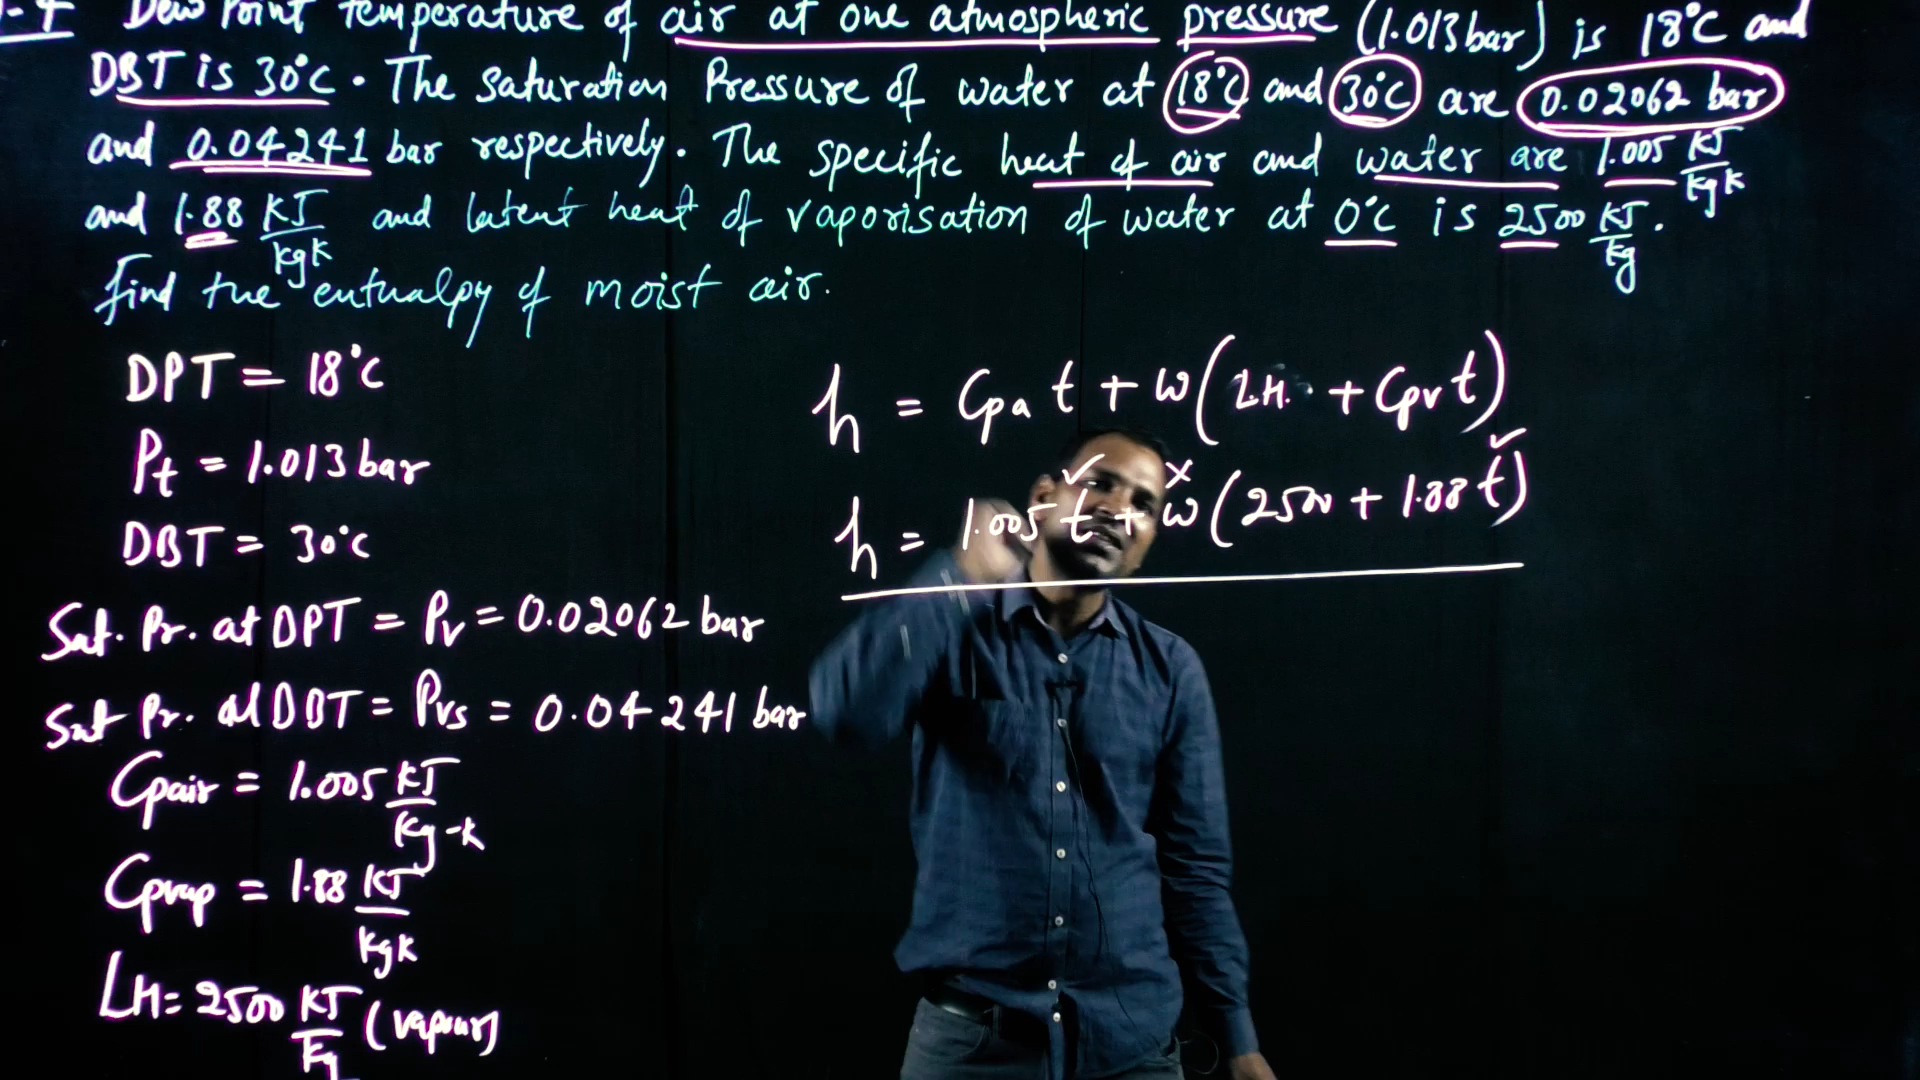 - 4 Dew Point temperature of air at one atmospheric pressure (1.013 bar) is 18°C and
DBT is 30°C. The saturation Pressure of water at 18°C and 30°C are 0.02062 bar
and 0.04241 bar respectively. The specific heat of air and water are 1.005 KJ/KgK
and 1.88 KJ/KgK and latent heat of vaporisation of water at 0°C is 2500 KJ/Kg.
find the enthalpy of moist air.
DPT = 18°C
Pt = 1.013 bar
DBT = 30°C
Sat. Pr. at DPT = Pv = 0.02062 bar
Sat Pr. at DBT = Pvs = 0.04241 bar
Cpair = 1.005 KJ/Kg-K
Cpvap = 1.88 KJ/KgK
LH = 2500 KJ/Kg (vapour)
h = Cpa t + ω (L.H. + Cpv t)
h = 1.005 t + ω (2500 + 1.88 t)